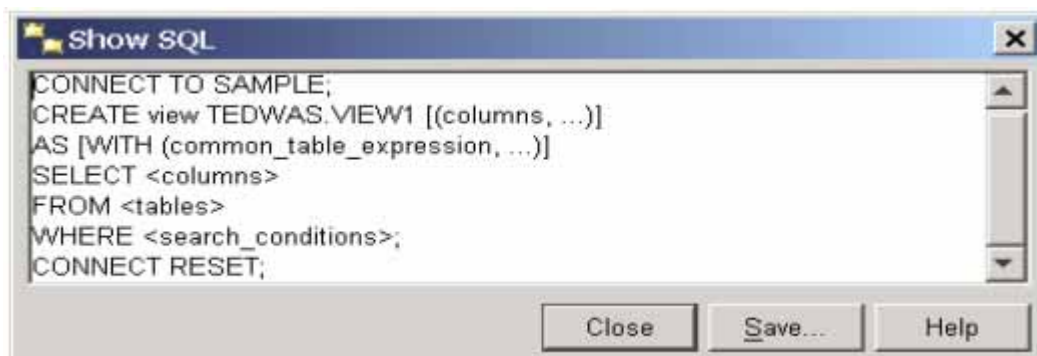 Show SQL
CONNECT TO SAMPLE;
CREATE view TEDWAS.VIEW1 [(columns, ...)]
AS [WITH (common_table_expression, ...)]
SELECT <columns>
FROM <tables>
WHERE <search_conditions>;
CONNECT RESET;
Close Save... Help